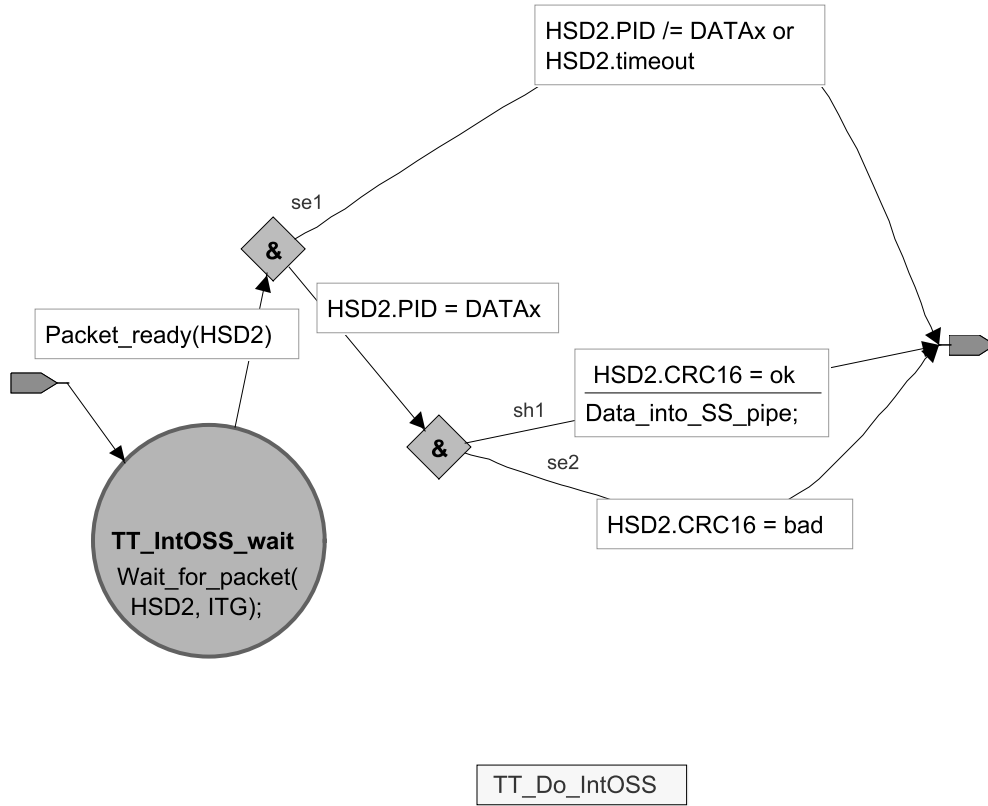 HSD2.PID /= DATAx or
HSD2.timeout
se1
&
HSD2.PID = DATAx
Packet_ready(HSD2)
HSD2.CRC16 = ok
sh1
Data_into_SS_pipe;
&
se2
HSD2.CRC16 = bad
TT_IntOSS_wait
Wait_for_packet(
HSD2, ITG);
TT_Do_IntOSS